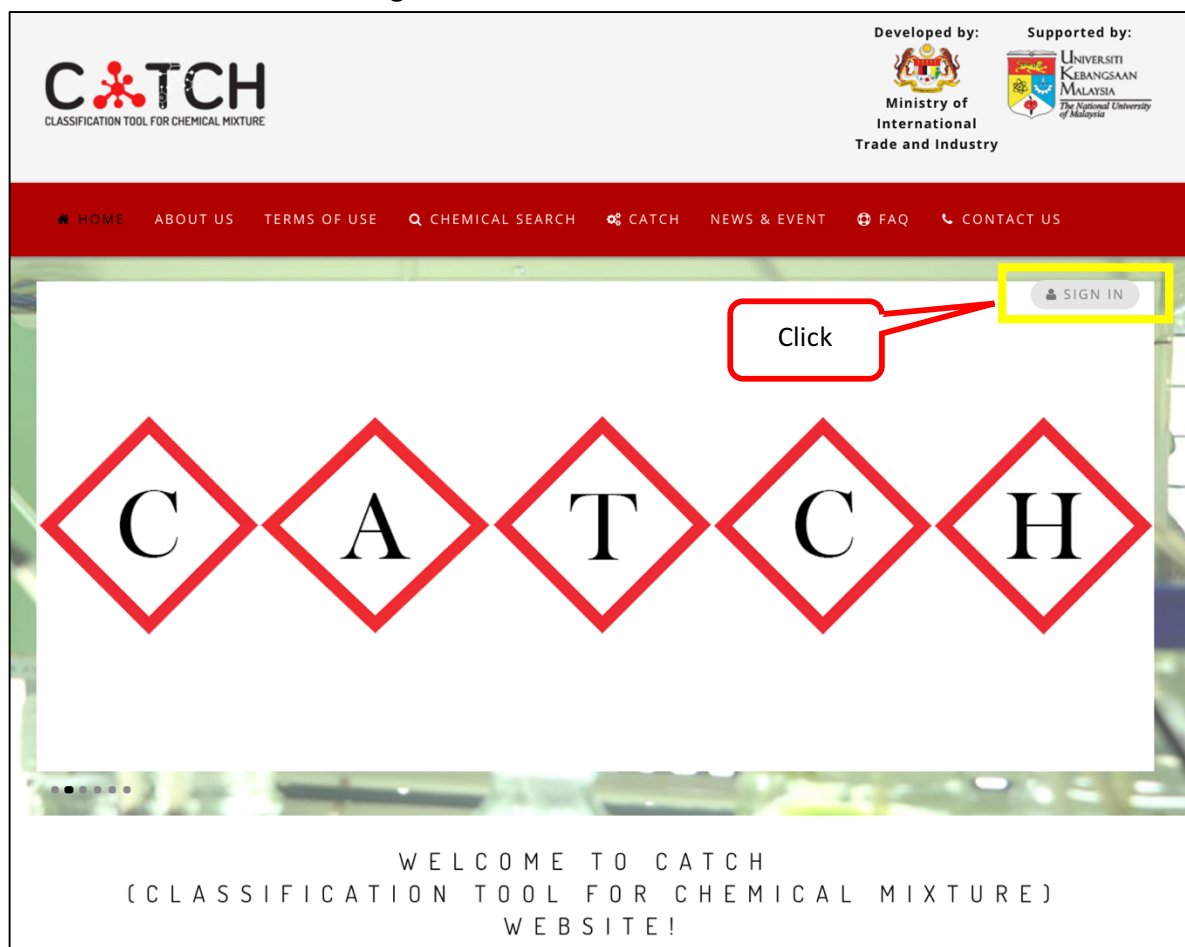 Developed by:
Supported by:
CATCH
CLASSIFICATION TOOL FOR CHEMICAL MIXTURE
Ministry of
International
Trade and Industry
UNIVERSITI
KEBANGSAAN
MALAYSIA
The National University
of Malaysia
HOME ABOUT US TERMS OF USE CHEMICAL SEARCH CATCH NEWS & EVENT FAQ CONTACT US
SIGN IN
Click
C A T C H
WELCOME TO CATCH
(CLASSIFICATION TOOL FOR CHEMICAL MIXTURE)
WEBSITE!